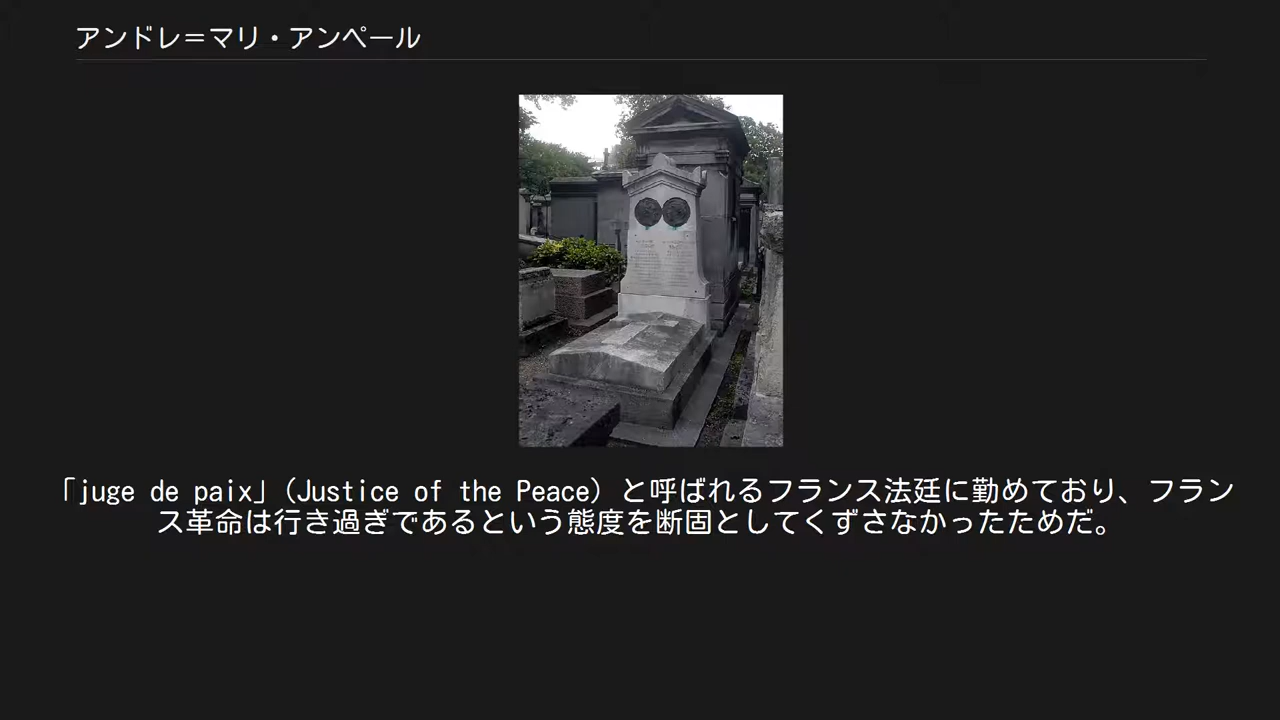 アンドレ＝マリ・アンペール
「juge de paix」（Justice of the Peace）と呼ばれるフランス法廷に勤めており、フラン
ス革命は行き過ぎであるという態度を断固としてくずさなかったためだ。